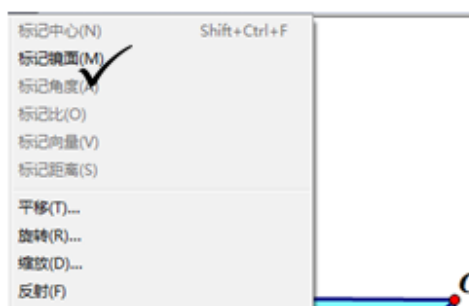 标记中心(N) Shift+Ctrl+F
标记镜面(M)
标记角度(A)
标记比(O)
标记向量(V)
标记距离(S)
平移(T)...
旋转(R)...
缩放(D)...
反射(F)